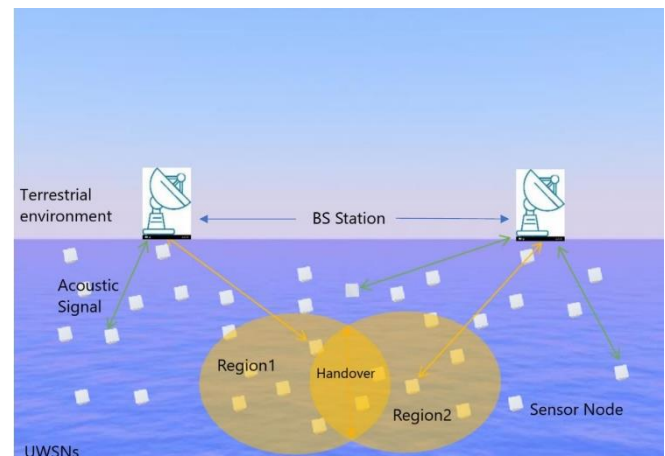 Terrestrial
environment
BS Station
Acoustic
Signal
Region1
Handover
Region2
Sensor Node
UWSNs